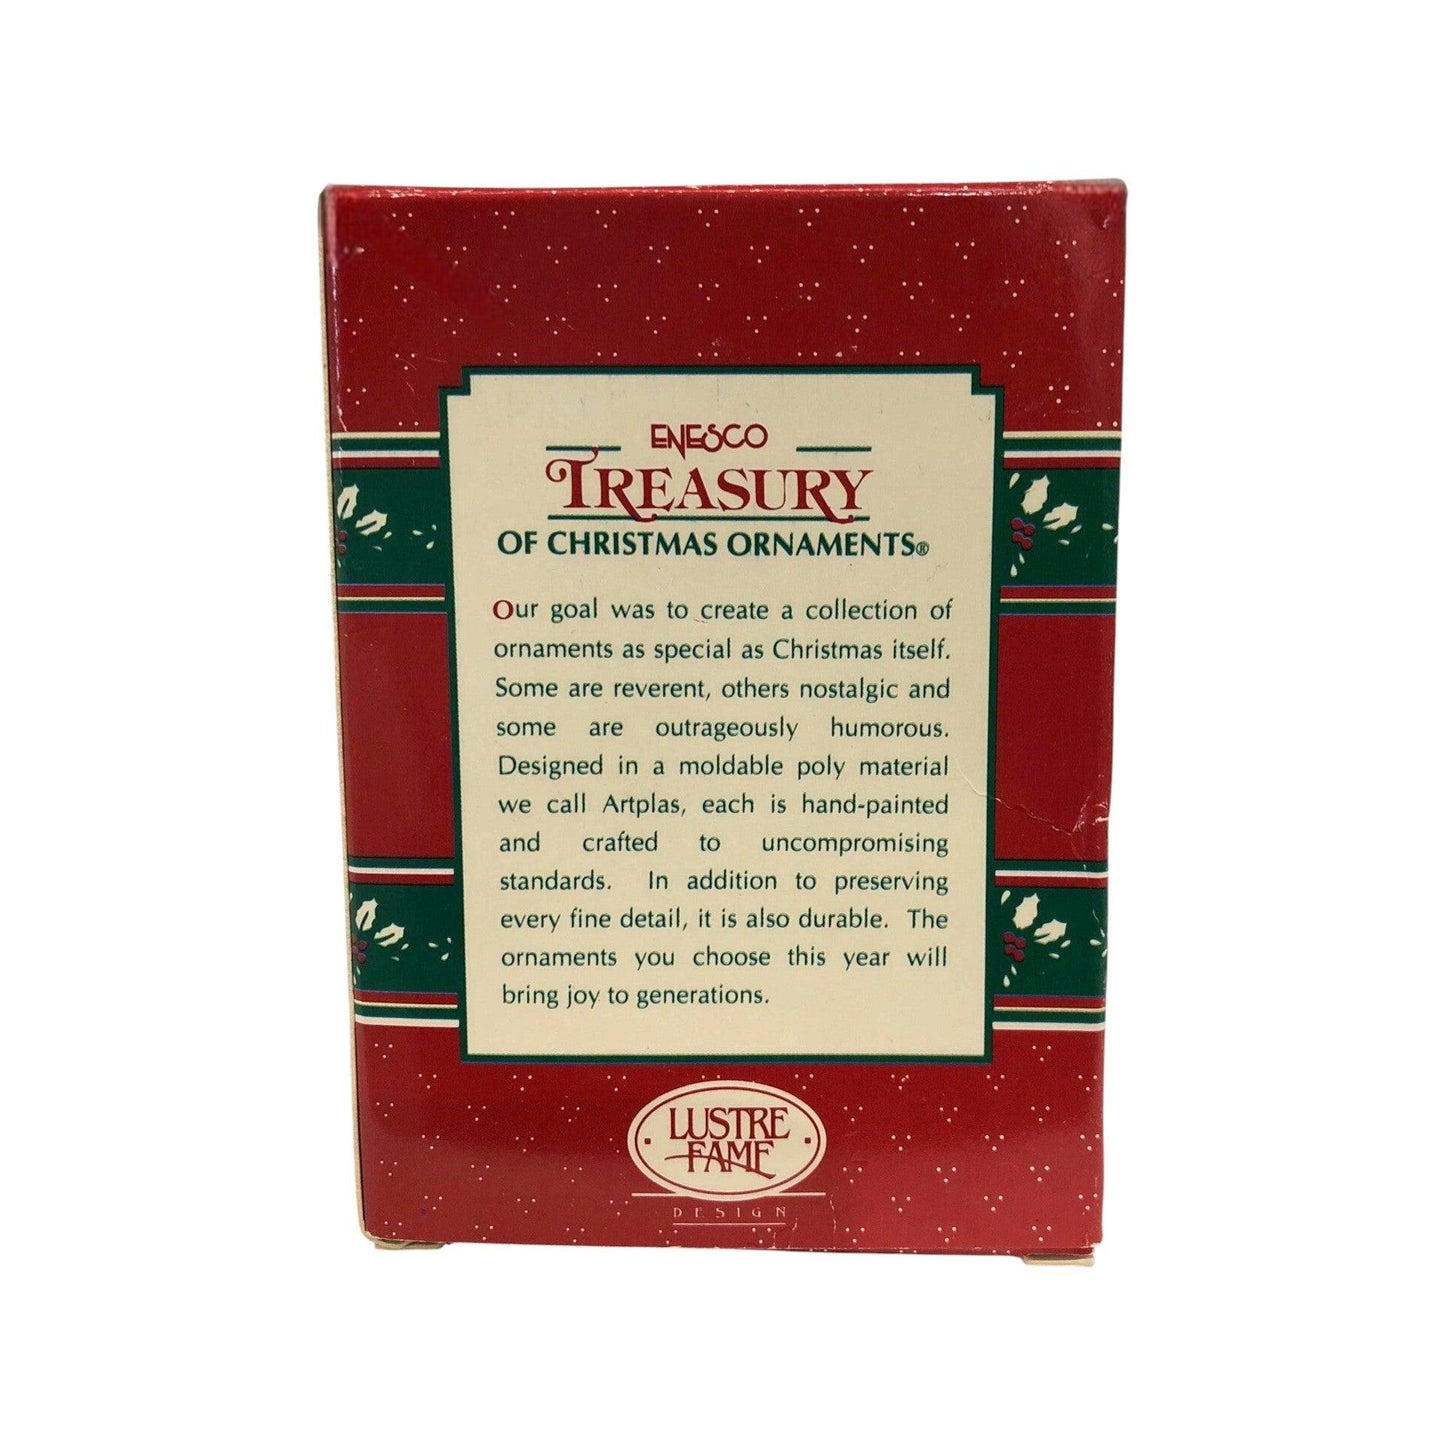 ENESCO
TREASURY
OF CHRISTMAS ORNAMENTS®
Our goal was to create a collection of
ornaments as special as Christmas itself.
Some are reverent, others nostalgic and
some are outrageously humorous.
Designed in a moldable poly material
we call Artplas, each is hand-painted
and crafted to uncompromising
standards. In addition to preserving
every fine detail, it is also durable. The
ornaments you choose this year will
bring joy to generations.
LUSTRE
FAME
DESIGN